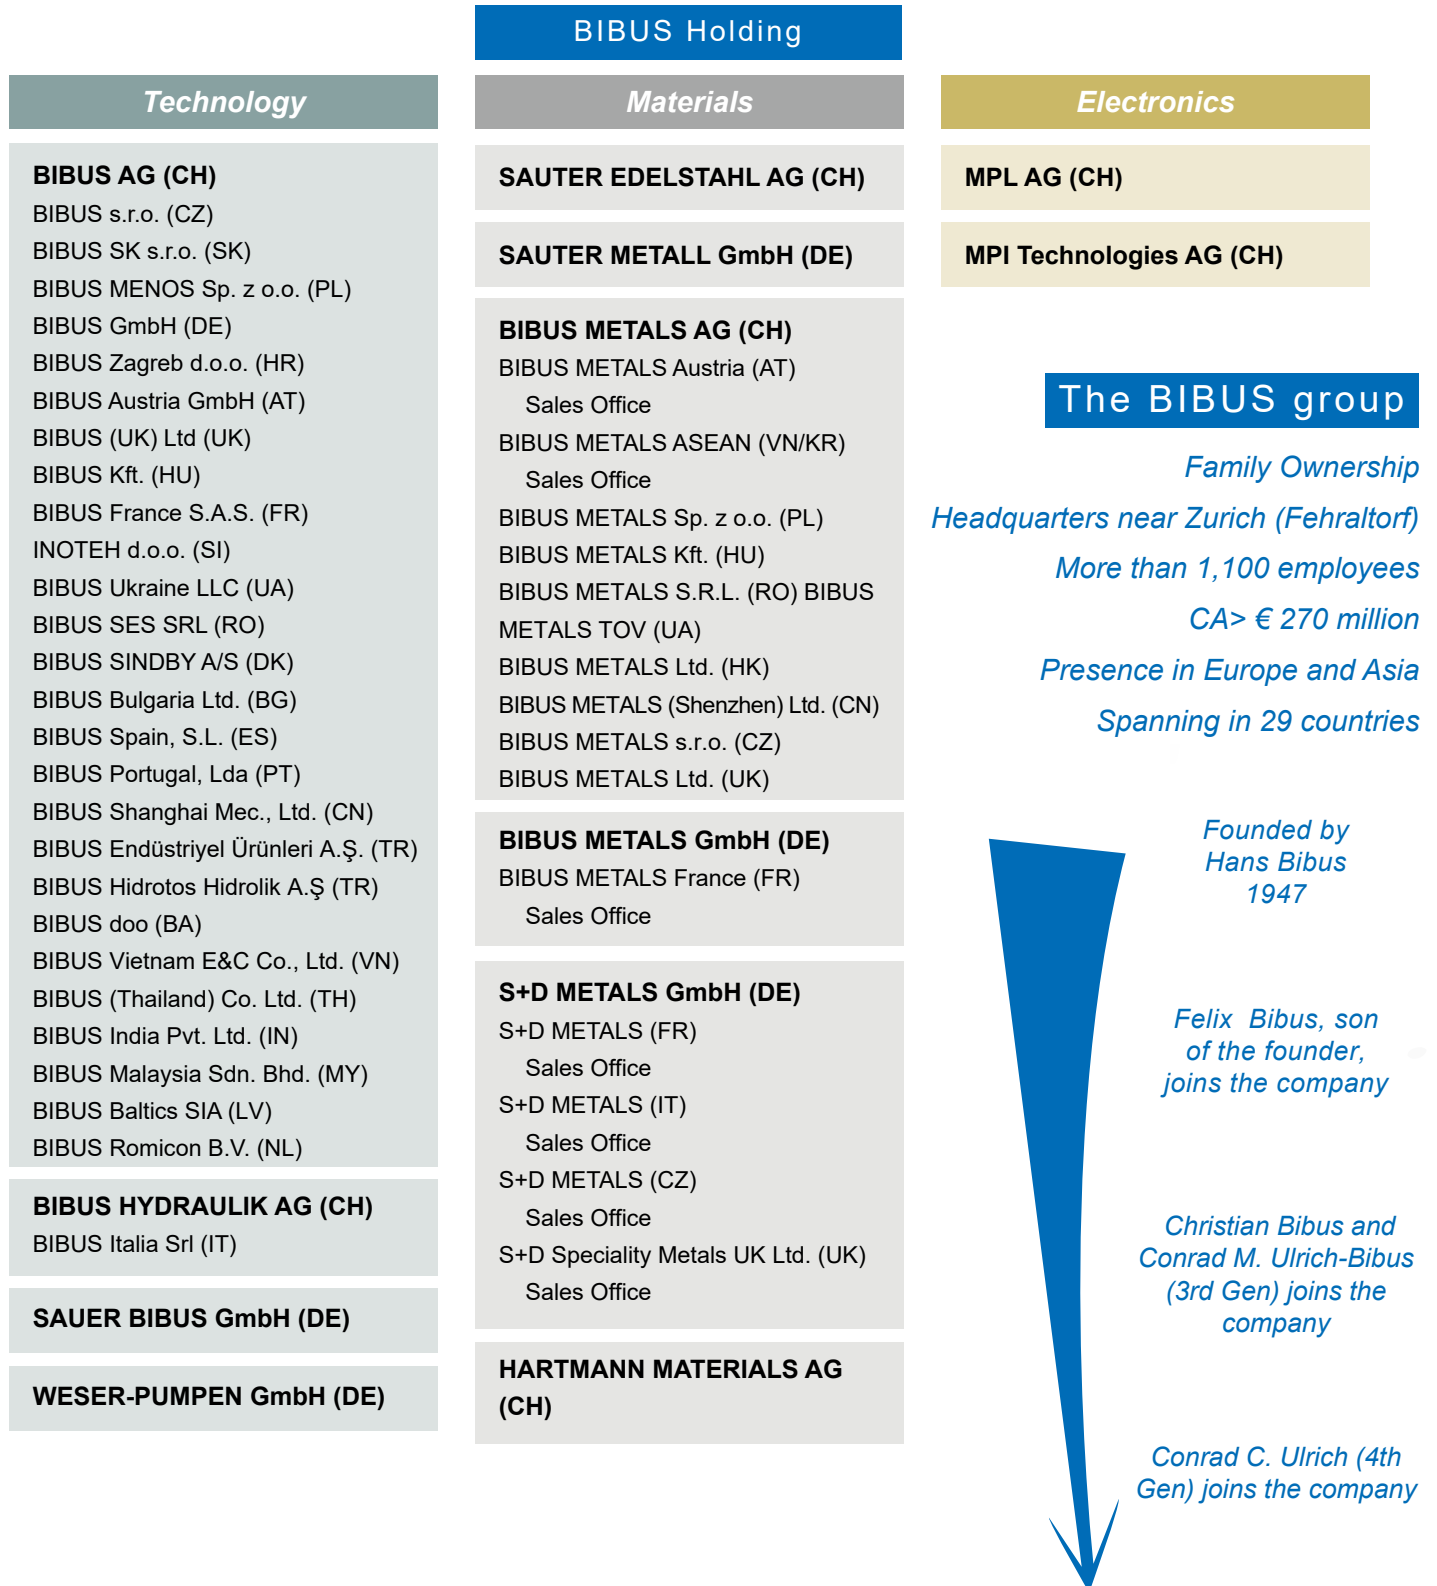 BIBUS Holding
Technology
BIBUS AG (CH)
BIBUS s.r.o. (CZ)
BIBUS SK s.r.o. (SK)
BIBUS MENOS Sp. z o.o. (PL)
BIBUS GmbH (DE)
BIBUS Zagreb d.o.o. (HR)
BIBUS Austria GmbH (AT)
BIBUS (UK) Ltd (UK)
BIBUS Kft. (HU)
BIBUS France S.A.S. (FR)
INOTEH d.o.o. (SI)
BIBUS Ukraine LLC (UA)
BIBUS SES SRL (RO)
BIBUS SINDBY A/S (DK)
BIBUS Bulgaria Ltd. (BG)
BIBUS Spain, S.L. (ES)
BIBUS Portugal, Lda (PT)
BIBUS Shanghai Mec., Ltd. (CN)
BIBUS Endüstriyel Ürünleri A.Ş. (TR)
BIBUS Hidrotos Hidrolik A.Ş (TR)
BIBUS doo (BA)
BIBUS Vietnam E&C Co., Ltd. (VN)
BIBUS (Thailand) Co. Ltd. (TH)
BIBUS India Pvt. Ltd. (IN)
BIBUS Malaysia Sdn. Bhd. (MY)
BIBUS Baltics SIA (LV)
BIBUS Romicon B.V. (NL)
BIBUS HYDRAULIK AG (CH)
BIBUS Italia Srl (IT)
SAUER BIBUS GmbH (DE)
WESER-PUMPEN GmbH (DE)
Materials
SAUTER EDELSTAHL AG (CH)
SAUTER METALL GmbH (DE)
BIBUS METALS AG (CH)
BIBUS METALS Austria (AT)
Sales Office
BIBUS METALS ASEAN (VN/KR)
Sales Office
BIBUS METALS Sp. z o.o. (PL)
BIBUS METALS Kft. (HU)
BIBUS METALS S.R.L. (RO) BIBUS
METALS TOV (UA)
BIBUS METALS Ltd. (HK)
BIBUS METALS (Shenzhen) Ltd. (CN)
BIBUS METALS s.r.o. (CZ)
BIBUS METALS Ltd. (UK)
BIBUS METALS GmbH (DE)
BIBUS METALS France (FR)
Sales Office
S+D METALS GmbH (DE)
S+D METALS (FR)
Sales Office
S+D METALS (IT)
Sales Office
S+D METALS (CZ)
Sales Office
S+D Speciality Metals UK Ltd. (UK)
Sales Office
HARTMANN MATERIALS AG
(CH)
Electronics
MPL AG (CH)
MPI Technologies AG (CH)
The BIBUS group
Family Ownership
Headquarters near Zurich (Fehraltorf)
More than 1,100 employees
CA> € 270 million
Presence in Europe and Asia
Spanning in 29 countries
Founded by
Hans Bibus
1947
Felix Bibus, son
of the founder,
joins the company
Christian Bibus and
Conrad M. Ulrich-Bibus
(3rd Gen) joins the
company
Conrad C. Ulrich (4th
Gen) joins the company